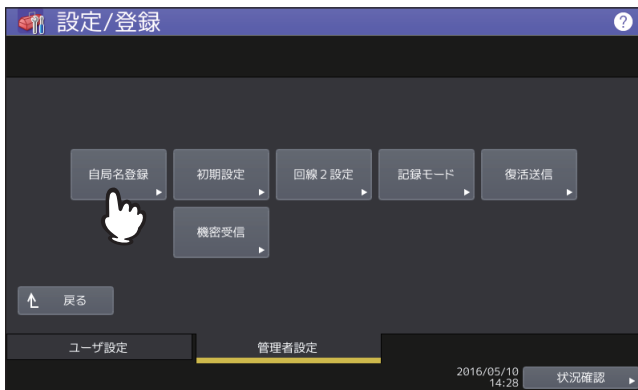 設定/登録
?
自局名登録
初期設定
回線2設定
記録モード
復活送信
機密受信
戻る
ユーザ設定
管理者設定
2016/05/10
14:28
状況確認